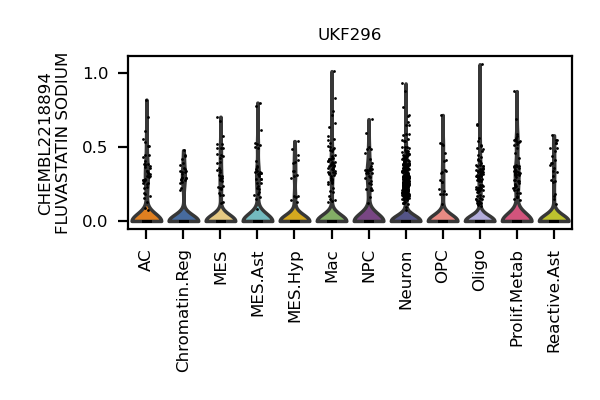 UKF296
CHEMBL2218894
FLUVASTATIN SODIUM
1.0
0.5
0.0
AC
Chromatin.Reg
MES
MES.Ast
MES.Hyp
Mac
NPC
Neuron
OPC
Oligo
Prolif.Metab
Reactive.Ast